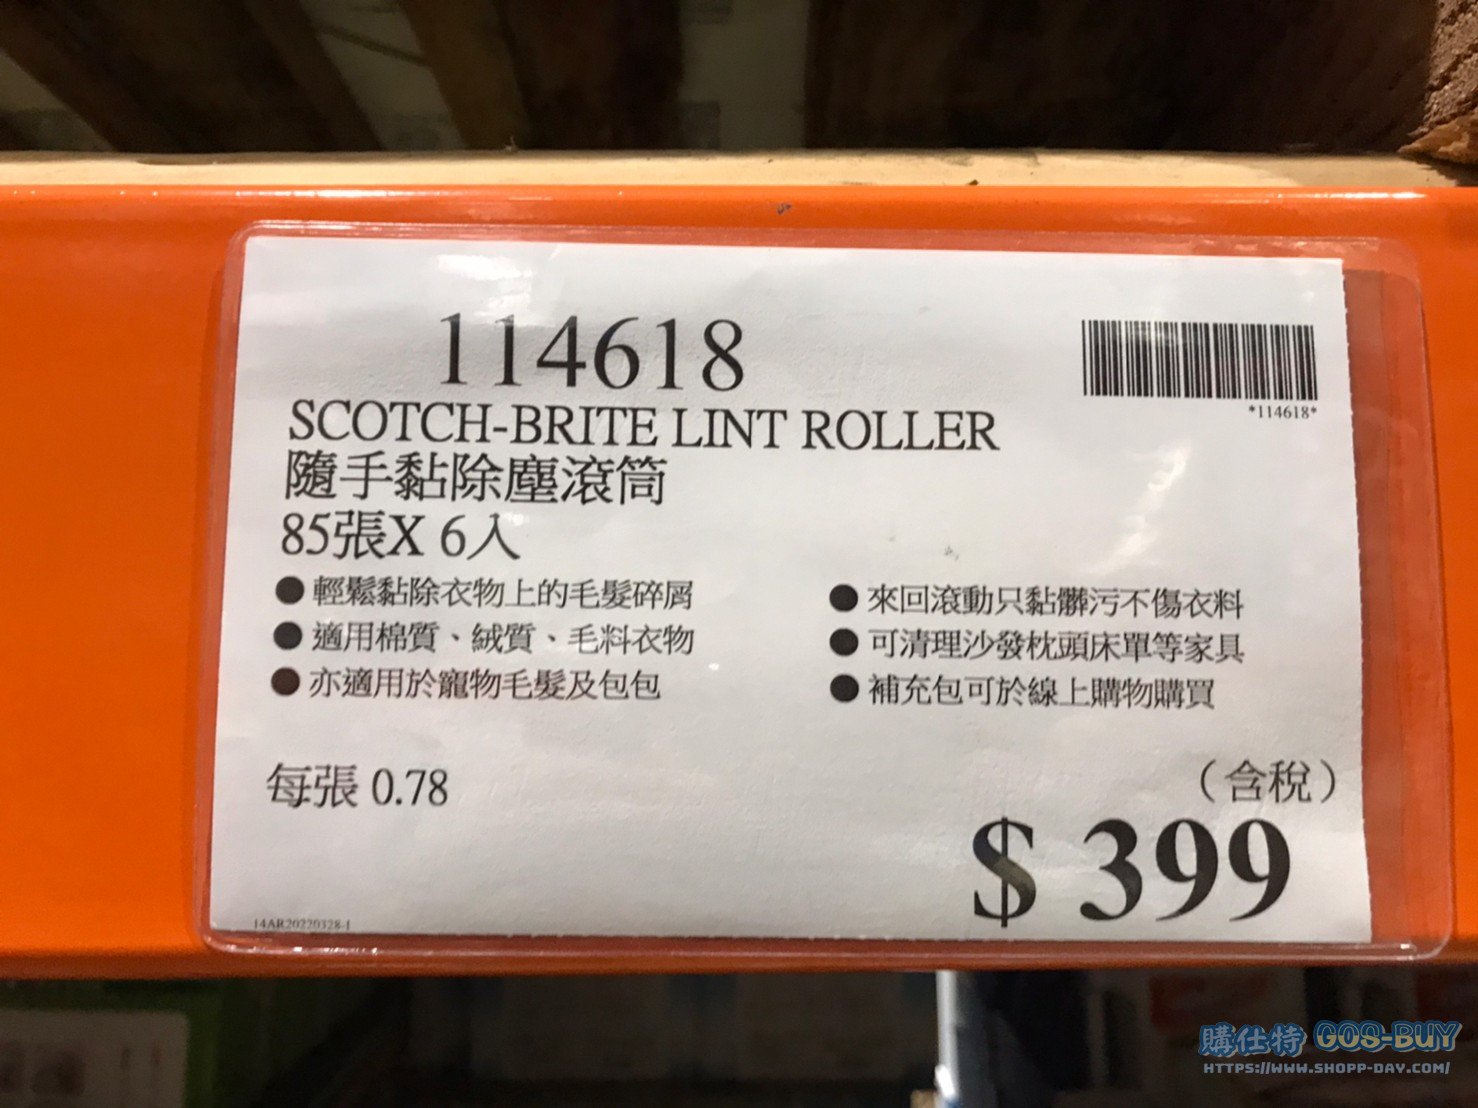 114618
*114618*
SCOTCH-BRITE LINT ROLLER
隨手黏除塵滾筒
85張X 6入
●輕鬆黏除衣物上的毛髮碎屑
●適用棉質、絨質、毛料衣物
●亦適用於寵物毛髮及包包
●來回滾動只黏髒污不傷衣料
●可清理沙發枕頭床單等家具
●補充包可於線上購物購買
每張 0.78
(含稅)
$ 399
14AR20220328-1
購仕特 GOS-BUY
HTTPS://WWW.SHOPP-DAY.COM/